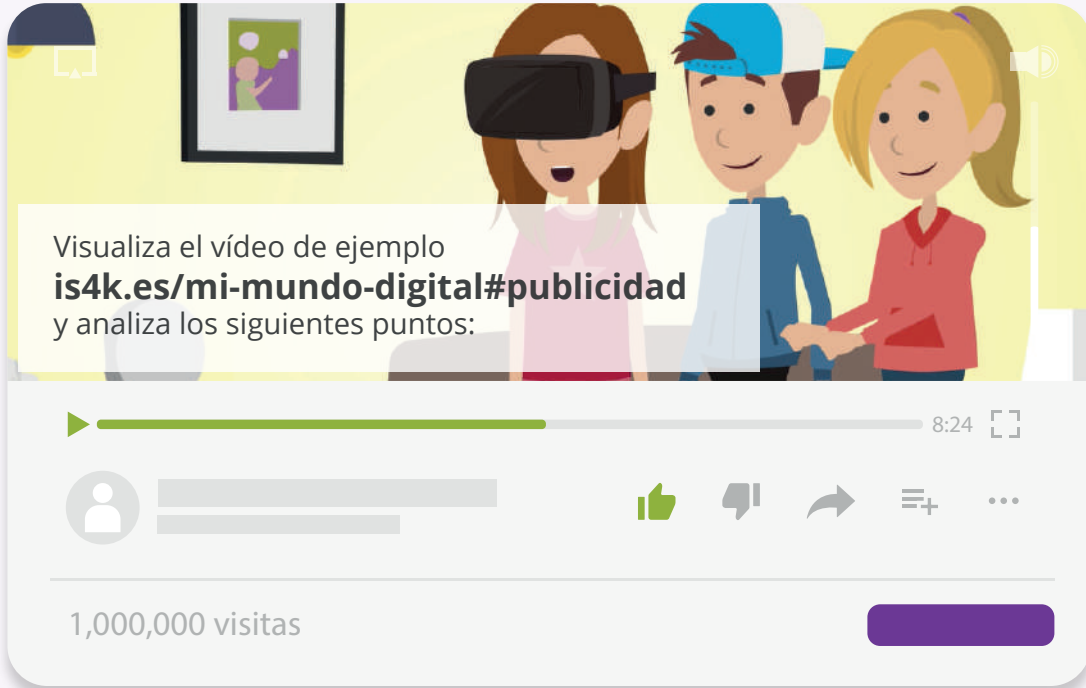 Visualiza el vídeo de ejemplo
is4k.es/mi-mundo-digital#publicidad
y analiza los siguientes puntos:
8:24
1,000,000 visitas